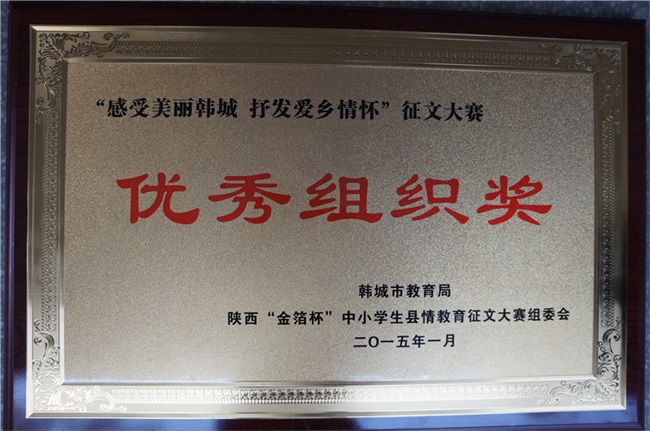 “感受美丽韩城 抒发爱乡情怀”征文大赛
优秀组织奖
韩城市教育局
陕西“金箔杯”中小学生县情教育征文大赛组委会
二〇一五年一月